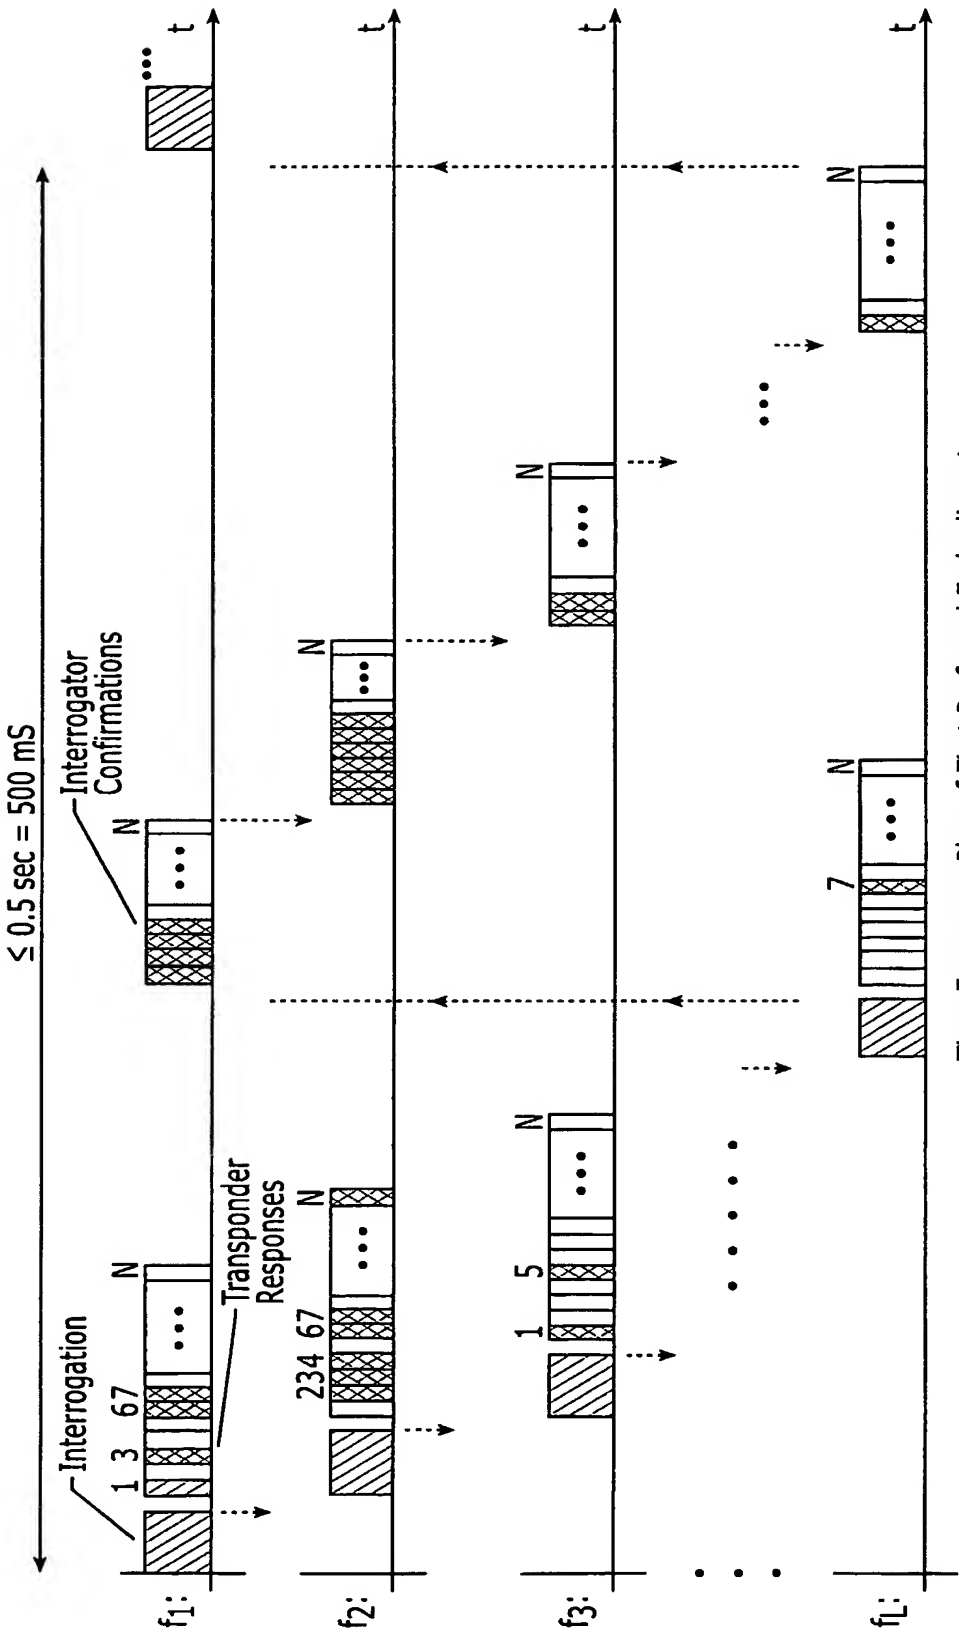 ≤ 0.5 sec = 500 mS
Interrogation
Transponder
Responses
Interrogator
Confirmations
f1:
1 3 67
N
N
t
f2:
234 67
N
N
t
f3:
1 5
N
N
t
fL:
7
N
N
t